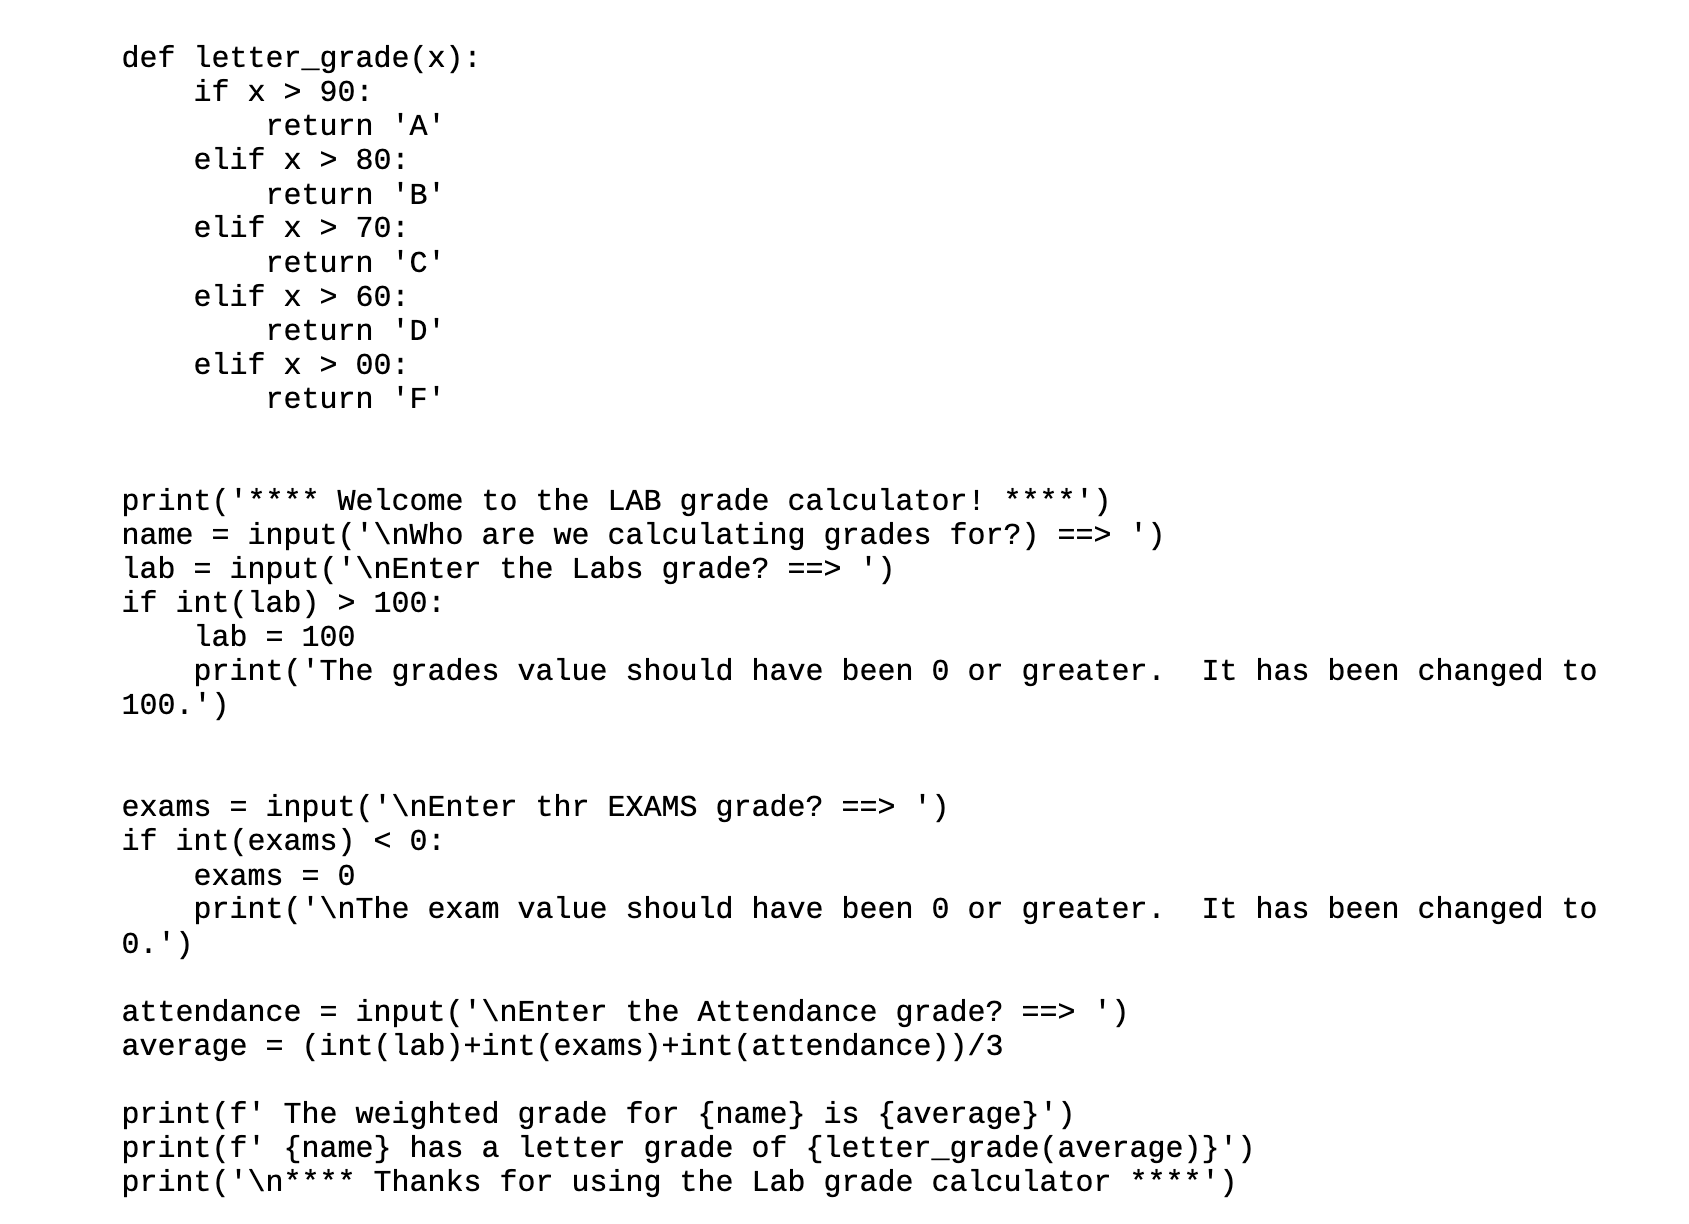 def letter_grade(x):
    if x > 90:
        return 'A'
    elif x > 80:
        return 'B'
    elif x > 70:
        return 'C'
    elif x > 60:
        return 'D'
    elif x > 00:
        return 'F'
print('**** Welcome to the LAB grade calculator! ****')
name = input('\nWho are we calculating grades for?) ==> ')
lab = input('\nEnter the Labs grade? ==> ')
if int(lab) > 100:
    lab = 100
    print('The grades value should have been 0 or greater.  It has been changed to
100.')
exams = input('\nEnter thr EXAMS grade? ==> ')
if int(exams) < 0:
    exams = 0
    print('\nThe exam value should have been 0 or greater.  It has been changed to
0.')
attendance = input('\nEnter the Attendance grade? ==> ')
average = (int(lab)+int(exams)+int(attendance))/3
print(f' The weighted grade for {name} is {average}')
print(f' {name} has a letter grade of {letter_grade(average)}')
print('\n**** Thanks for using the Lab grade calculator ****')